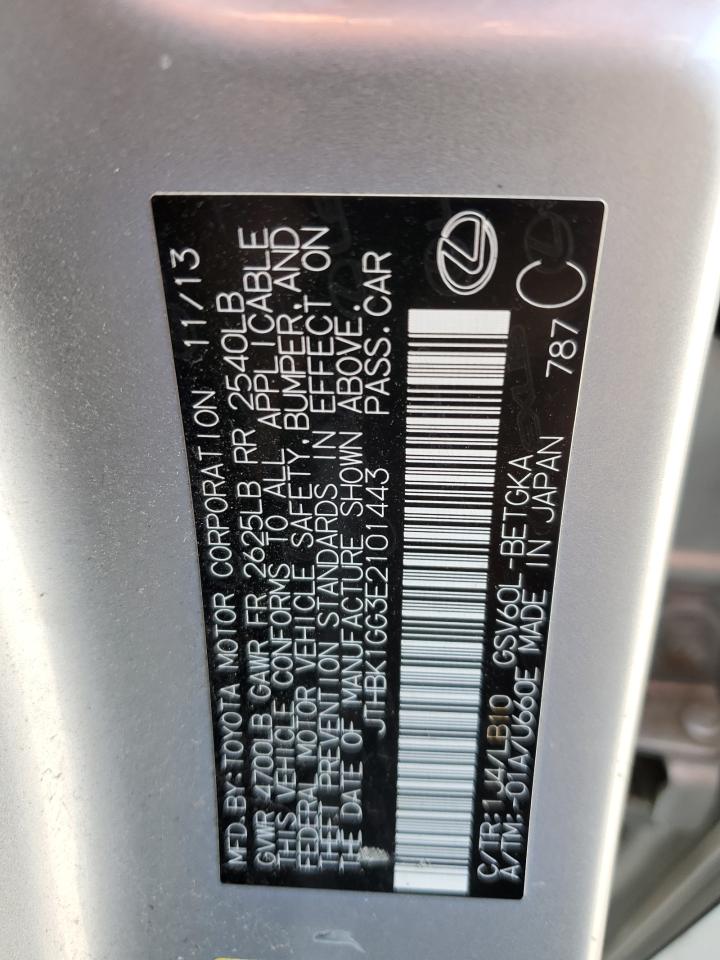 MFD.BY:TOYOTA MOTOR CORPORATION 11/13
GVWR 4700LB GAWR FR 2625LB RR 2540LB
THIS VEHICLE CONFORMS TO ALL APPLICABLE
FEDERAL MOTOR VEHICLE SAFETY,BUMPER,AND
THEFT PREVENTION STANDARDS IN EFFECT ON
THE DATE OF MANUFACTURE SHOWN ABOVE.
JTHBK1GG3E2101443 PASS.CAR
C/TR:1J4/LB10 GSV60L-BETGKA
A/TM:-01A/U660E MADE IN JAPAN
787 C